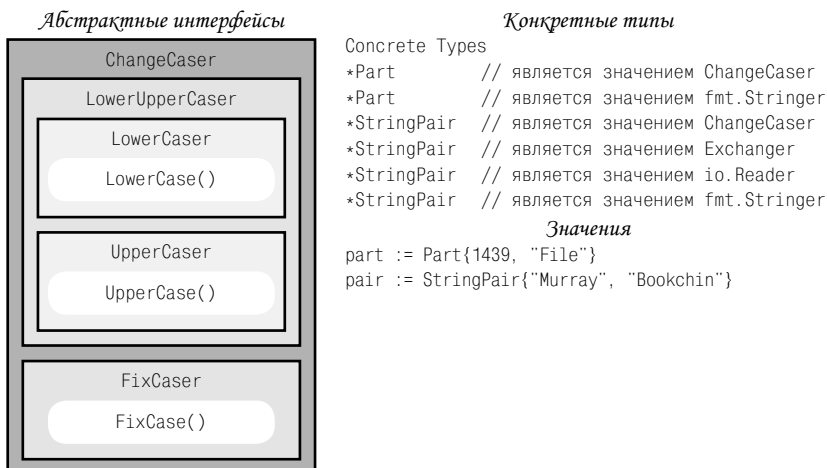 Абстрактные интерфейсы
ChangeCaser
LowerUpperCaser
LowerCaser
LowerCase()
UpperCaser
UpperCase()
FixCaser
FixCase()
Конкретные типы
Concrete Types
*Part // является значением ChangeCaser
*Part // является значением fmt.Stringer
*StringPair // является значением ChangeCaser
*StringPair // является значением Exchanger
*StringPair // является значением io.Reader
*StringPair // является значением fmt.Stringer
Значения
part := Part{1439, "File"}
pair := StringPair{"Murray", "Bookchin"}